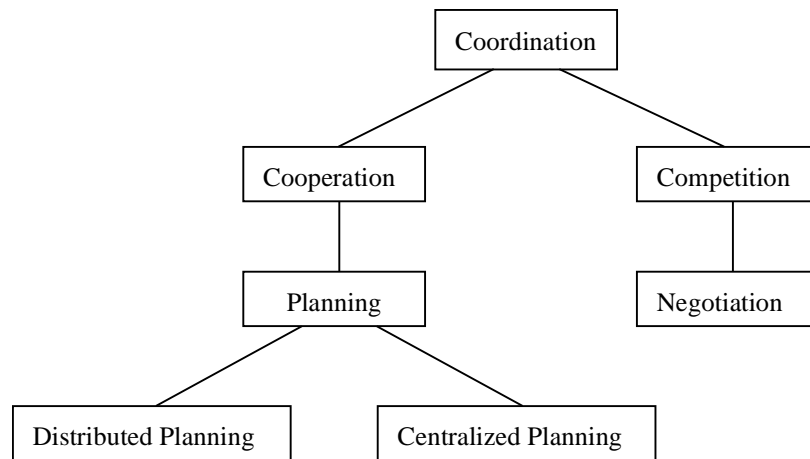 Coordination
Cooperation
Competition
Planning
Negotiation
Distributed Planning
Centralized Planning